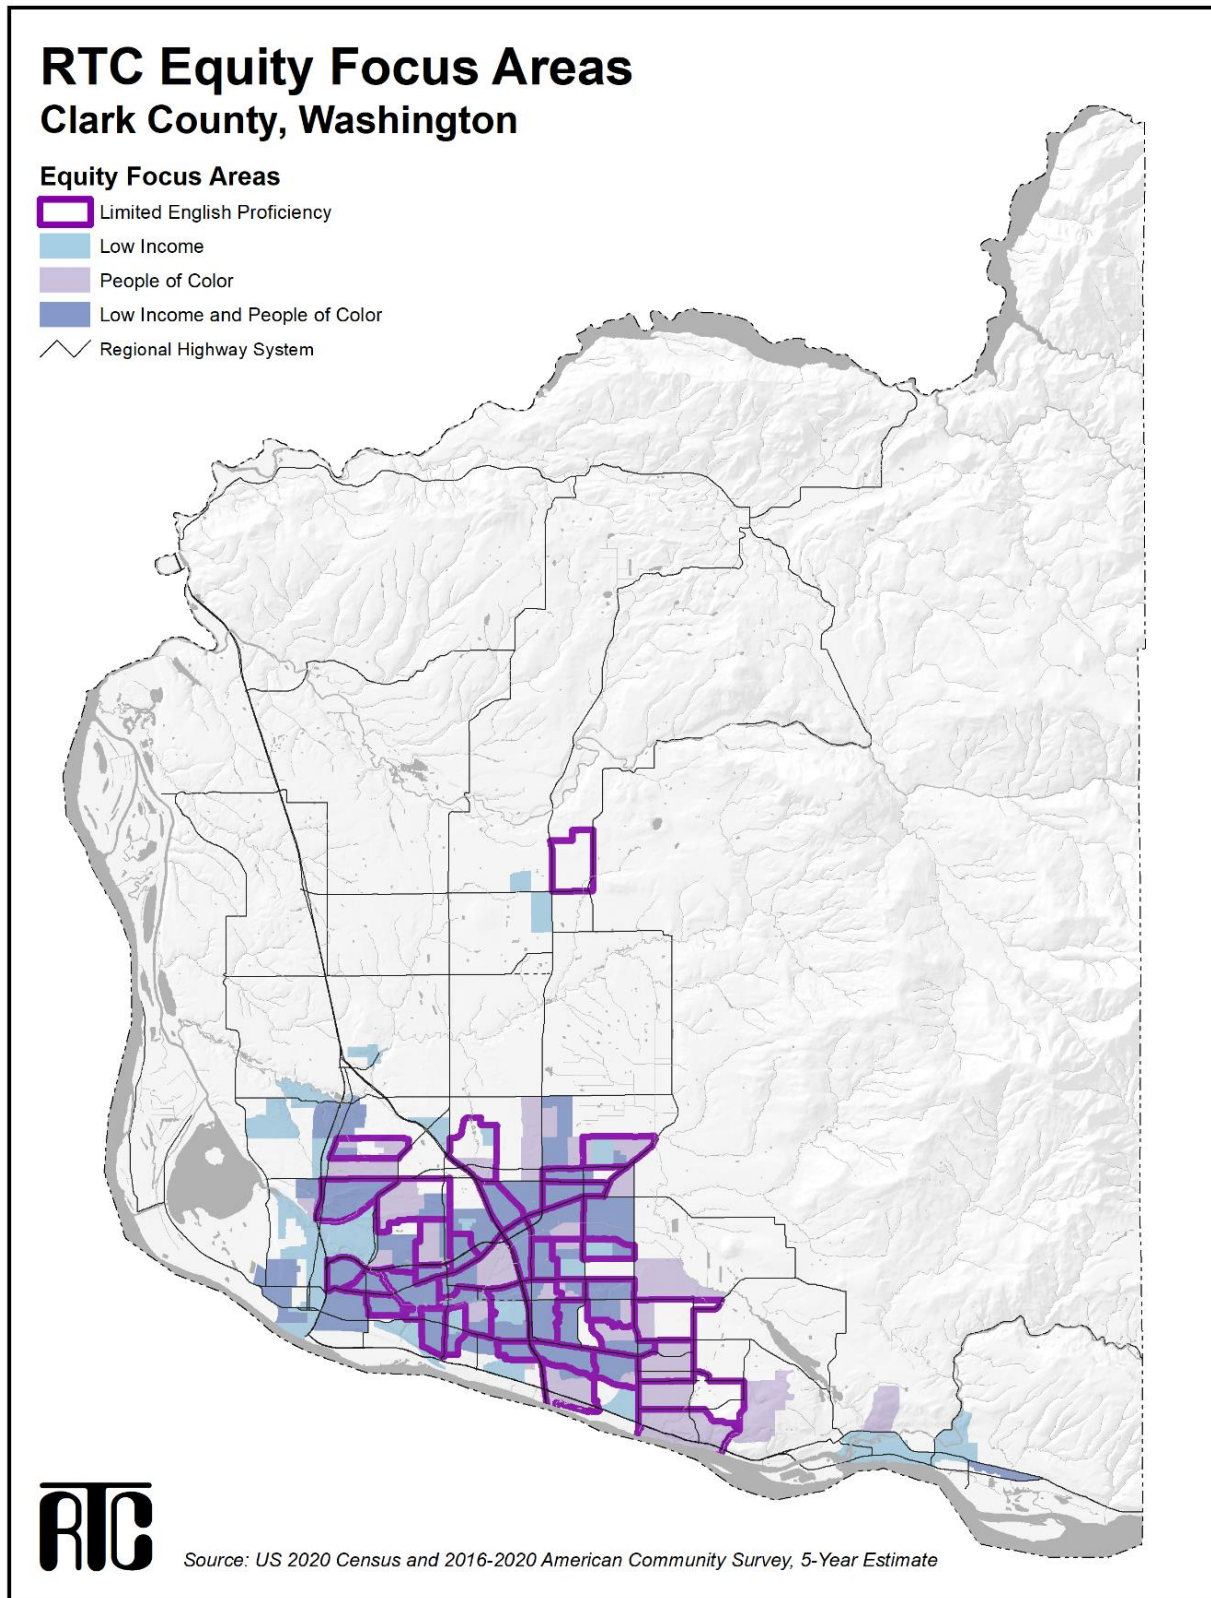 RTC Equity Focus Areas
Clark County, Washington
Equity Focus Areas
Limited English Proficiency
Low Income
People of Color
Low Income and People of Color
Regional Highway System
RTC
Source: US 2020 Census and 2016-2020 American Community Survey, 5-Year Estimate